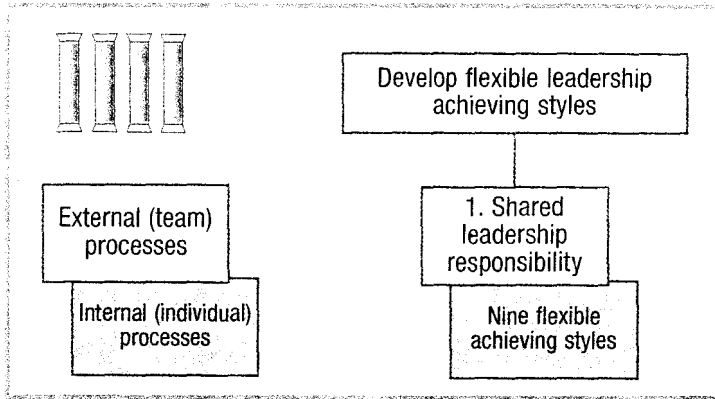 Develop flexible leadership
achieving styles
External (team)
processes
1. Shared
leadership
responsibility
Internal (individual)
processes
Nine flexible
achieving styles